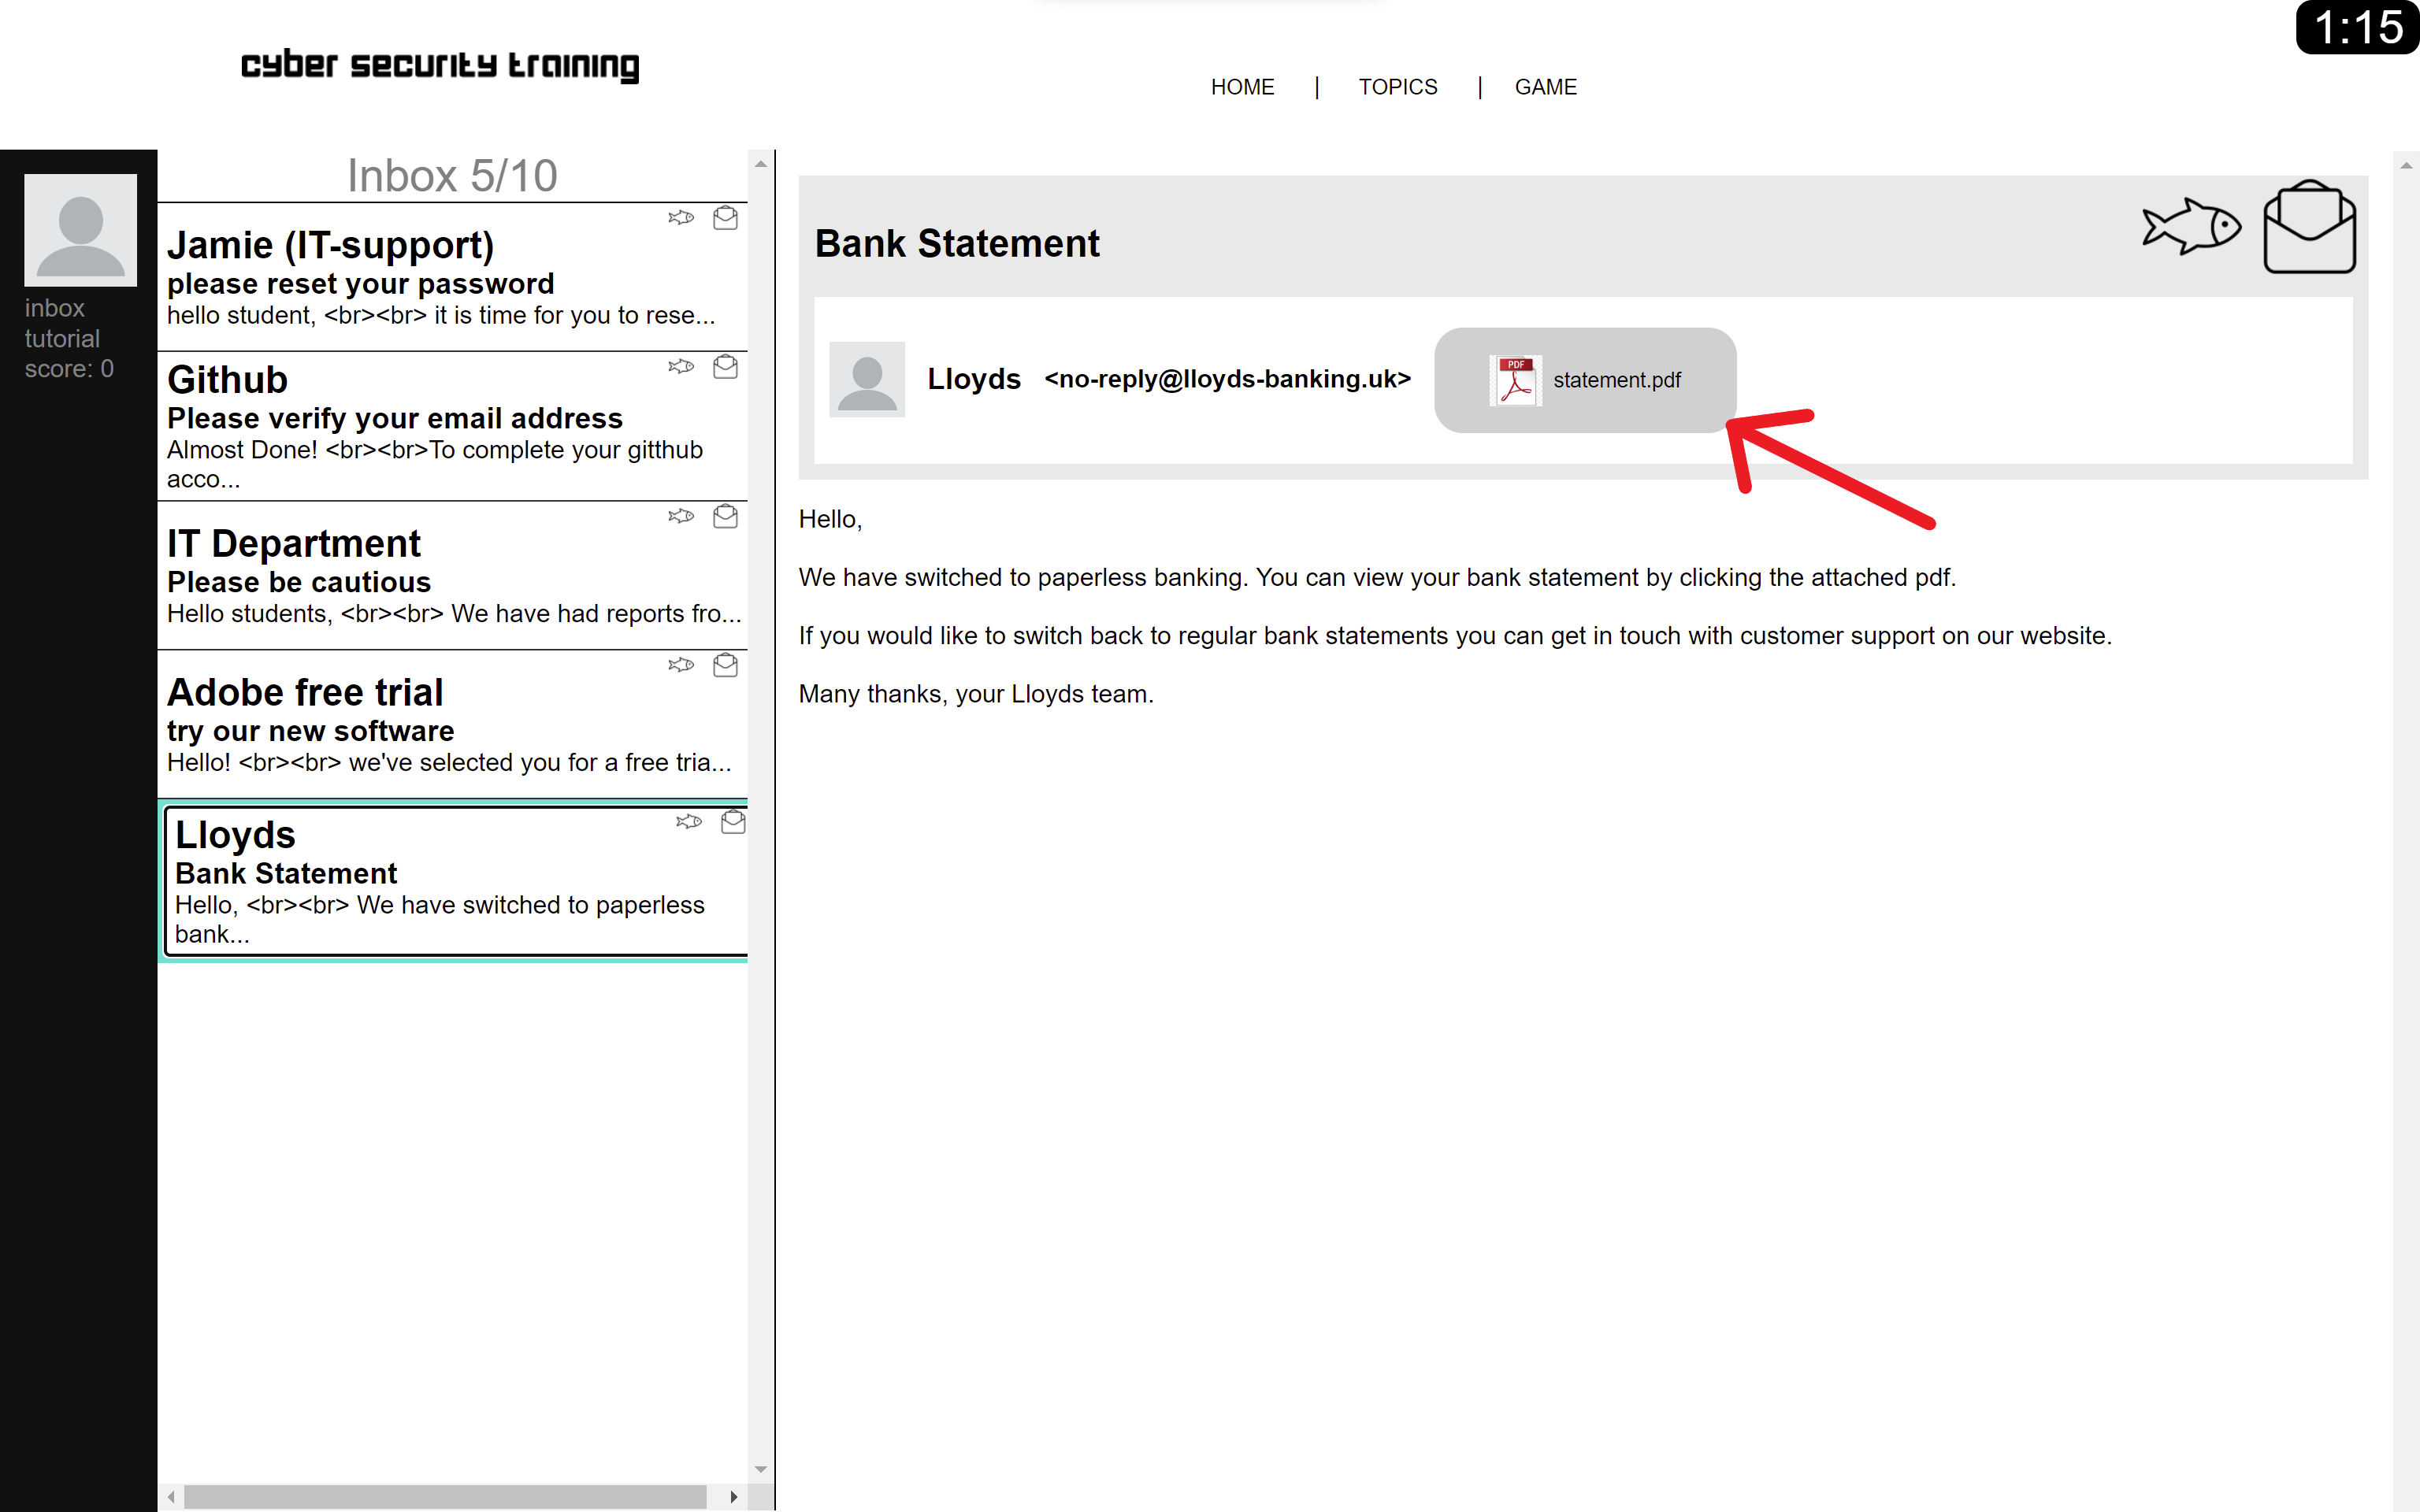 1:15
cyber security training
HOME | TOPICS | GAME
inbox
tutorial
score: 0
Inbox 5/10
Jamie (IT-support)
please reset your password
hello student, <br><br> it is time for you to rese...
Github
Please verify your email address
Almost Done! <br><br>To complete your gitthub
acco...
IT Department
Please be cautious
Hello students, <br><br> We have had reports fro...
Adobe free trial
try our new software
Hello! <br><br> we've selected you for a free tria...
Lloyds
Bank Statement
Hello, <br><br> We have switched to paperless
bank...
Bank Statement
Lloyds <no-reply@lloyds-banking.uk> PDF statement.pdf
Hello,
We have switched to paperless banking. You can view your bank statement by clicking the attached pdf.
If you would like to switch back to regular bank statements you can get in touch with customer support on our website.
Many thanks, your Lloyds team.